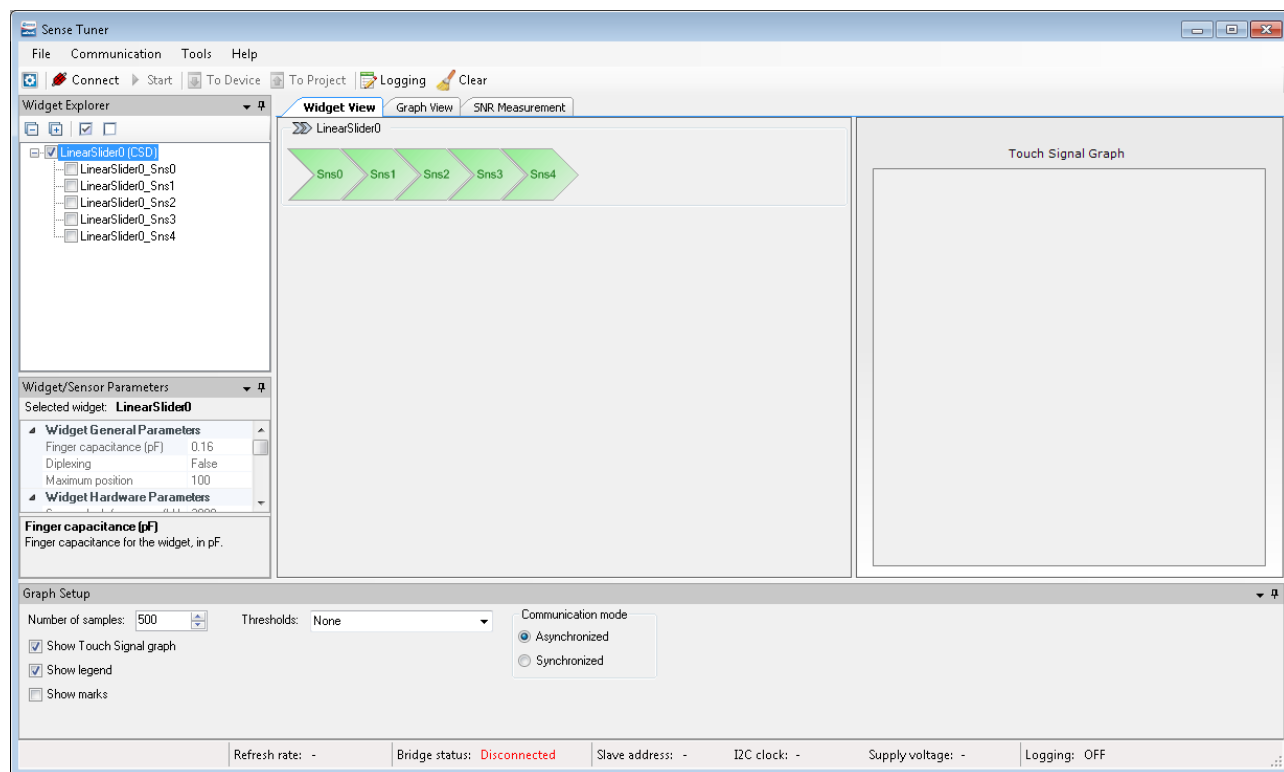 Sense Tuner
File Communication Tools Help
Connect Start To Device To Project Logging Clear
Widget Explorer
LinearSlider0 (CSD)
LinearSlider0_Sns0
LinearSlider0_Sns1
LinearSlider0_Sns2
LinearSlider0_Sns3
LinearSlider0_Sns4
Widget/Sensor Parameters
Selected widget: LinearSlider0
Widget General Parameters
Finger capacitance (pF) 0.16
Diplexing False
Maximum position 100
Widget Hardware Parameters
Finger capacitance (pF)
Finger capacitance for the widget, in pF.
Widget View Graph View SNR Measurement
LinearSlider0
Sns0 Sns1 Sns2 Sns3 Sns4
Touch Signal Graph
Graph Setup
Number of samples: 500 Thresholds: None
Show Touch Signal graph
Show legend
Show marks
Communication mode
Asynchronized
Synchronized
Refresh rate: - Bridge status: Disconnected Slave address: - I2C clock: - Supply voltage: - Logging: OFF